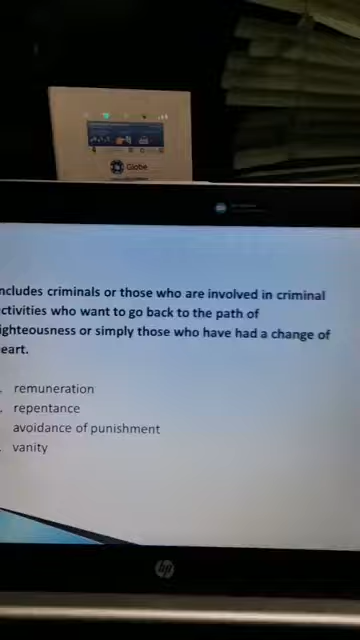 Globe
ncludes criminals or those who are involved in criminal
ctivities who want to go back to the path of
ighteousness or simply those who have had a change of
eart.
. remuneration
. repentance
avoidance of punishment
. vanity
hp